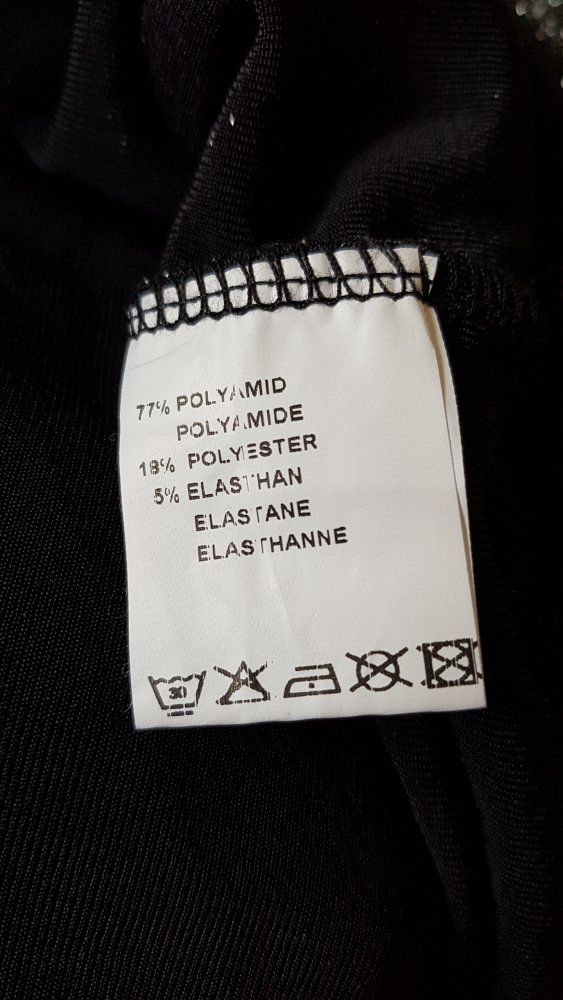 77% POLYAMID
POLYAMIDE
18% POLYESTER
5% ELASTHAN
ELASTANE
ELASTHANNE
30